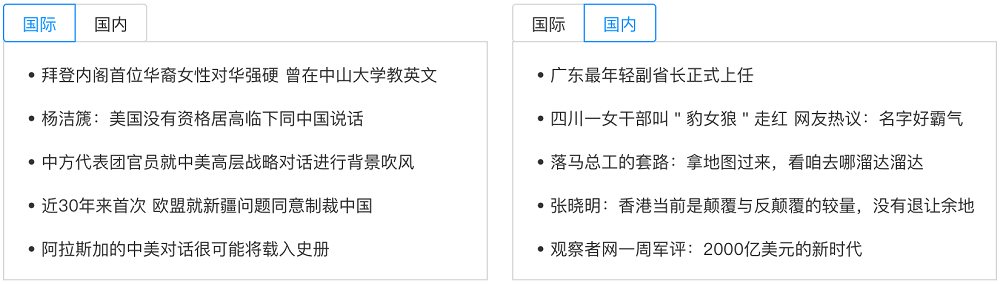 国际 国内
• 拜登内阁首位华裔女性对华强硬 曾在中山大学教英文
• 杨洁篪：美国没有资格居高临下同中国说话
• 中方代表团官员就中美高层战略对话进行背景吹风
• 近30年来首次 欧盟就新疆问题同意制裁中国
• 阿拉斯加的中美对话很可能将载入史册
国际 国内
• 广东最年轻副省长正式上任
• 四川一女干部叫＂豹女狼＂走红 网友热议：名字好霸气
• 落马总工的套路：拿地图过来，看咱去哪溜达溜达
• 张晓明：香港当前是颠覆与反颠覆的较量，没有退让余地
• 观察者网一周军评：2000亿美元的新时代